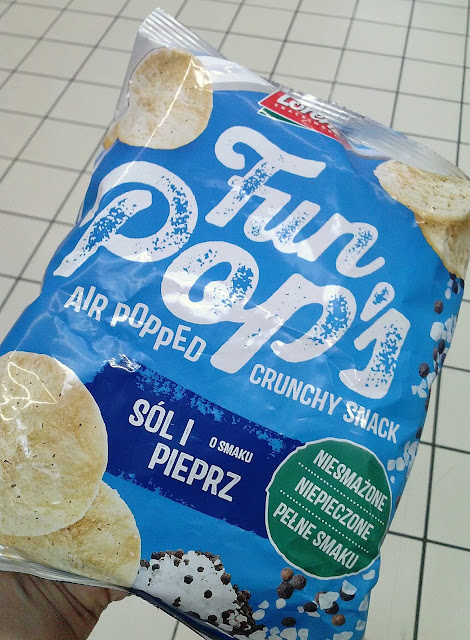 Fun
Pop's
AIR POPPED
CRUNCHY SNACK
SÓL I
O SMAKU
PIEPRZ
NIESMAŻONE
NIEPIECZONE
PEŁNE SMAKU